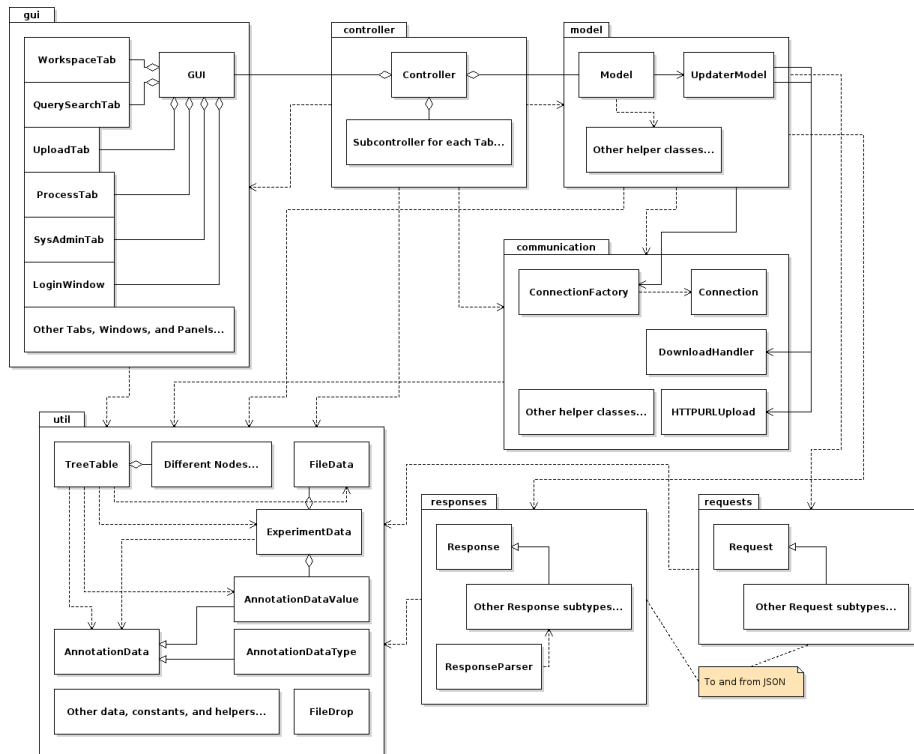 gui
WorkspaceTab
GUI
QuerySearchTab
UploadTab
ProcessTab
SysAdminTab
LoginWindow
Other Tabs, Windows, and Panels...
controller
Controller
Subcontroller for each Tab...
model
Model
UpdaterModel
Other helper classes...
communication
ConnectionFactory
Connection
DownloadHandler
Other helper classes...
HTTPURLUpload
util
TreeTable
Different Nodes...
FileData
ExperimentData
AnnotationDataValue
AnnotationData
AnnotationDataType
Other data, constants, and helpers...
FileDrop
responses
Response
Other Response subtypes...
ResponseParser
requests
Request
Other Request subtypes...
To and from JSON